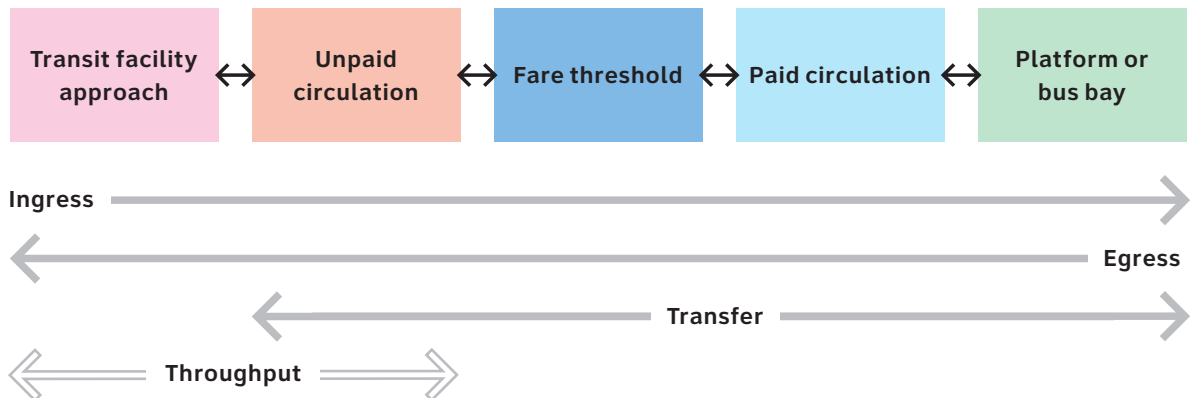 Transit facility
approach
Unpaid
circulation
Fare threshold
Paid circulation
Platform or
bus bay
Ingress
Egress
Transfer
Throughput